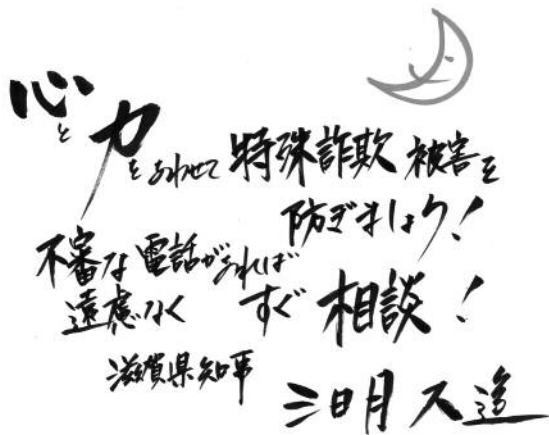 心と力をあわせて特殊詐欺被害を
防ぎましょう！
不審な電話があれば
遠慮なく すぐ 相談！
滋賀県知事
三日月大造